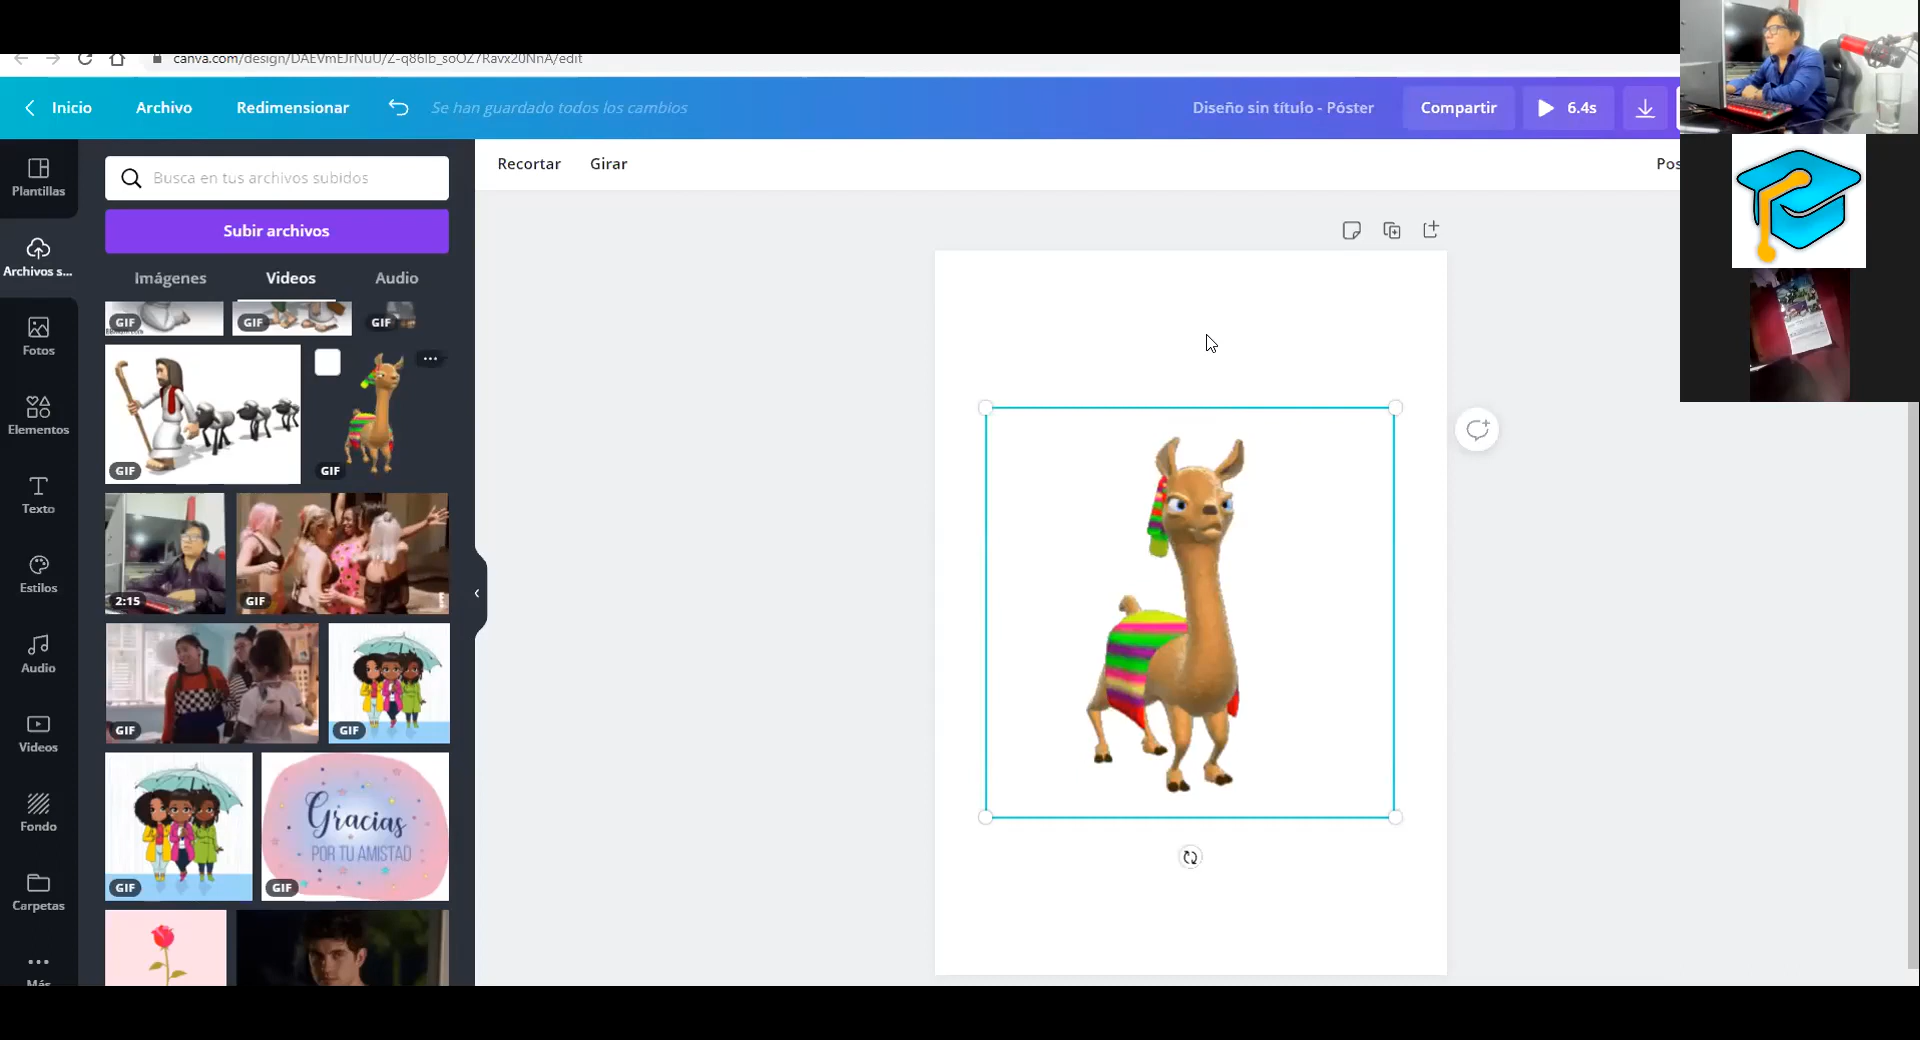 canva.com/design/DAEVmEJrNuU/Z-q86lb_soOZ7Ravx20NnA/edit
Inicio
Archivo
Redimensionar
Se han guardado todos los cambios
Diseño sin título - Póster
Compartir
6.4s
Plantillas
Archivos s...
Fotos
Elementos
Texto
Estilos
Audio
Videos
Fondo
Carpetas
Más
Busca en tus archivos subidos
Subir archivos
Imágenes
Videos
Audio
GIF
GIF
GIF
GIF
GIF
2:15
GIF
GIF
GIF
GIF
Gracias
POR TU AMISTAD
GIF
Recortar
Girar
Pos